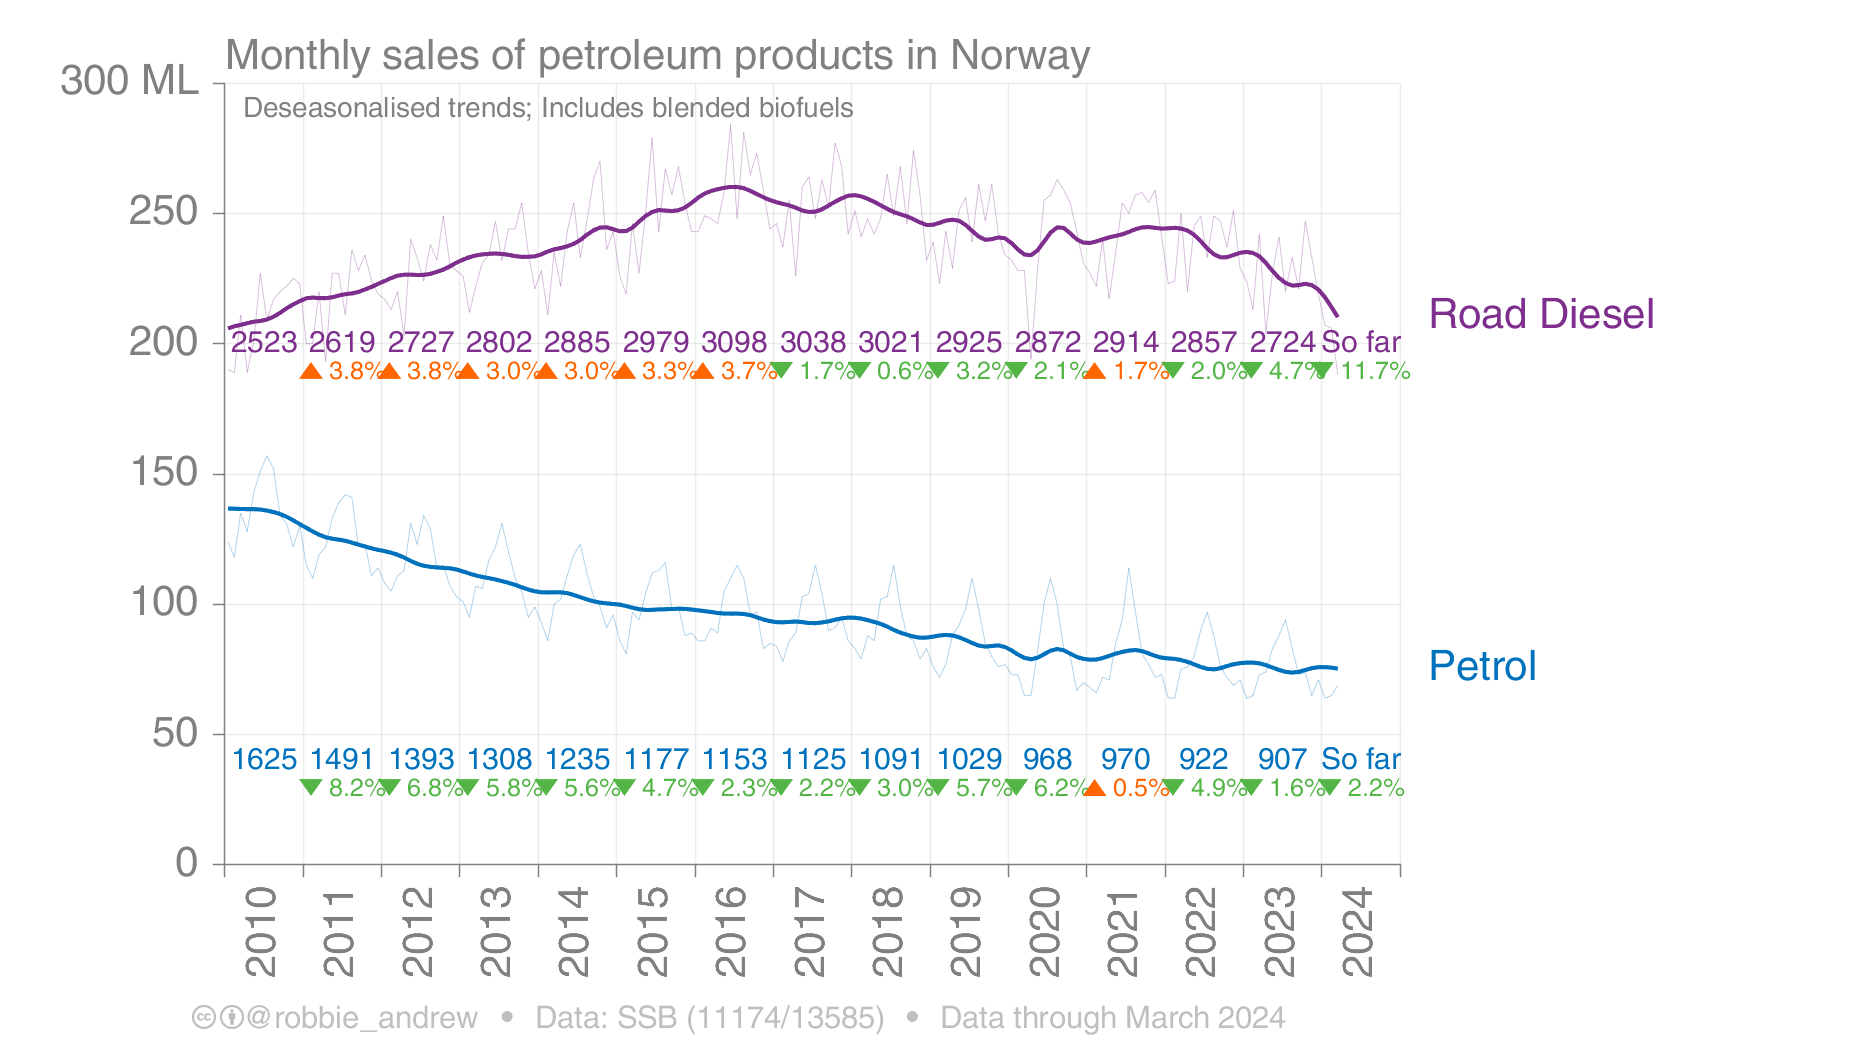 Monthly sales of petroleum products in Norway
300 ML
Deseasonalised trends; Includes blended biofuels
250
Road Diesel
200
2523 2619 2727 2802 2885 2979 3098 3038 3021 2925 2872 2914 2857 2724 So far
3.8% 3.8% 3.0% 3.0% 3.3% 3.7% 1.7% 0.6% 3.2% 2.1% 1.7% 2.0% 4.7% 11.7%
150
100
Petrol
50
1625 1491 1393 1308 1235 1177 1153 1125 1091 1029 968 970 922 907 So far
8.2% 6.8% 5.8% 5.6% 4.7% 2.3% 2.2% 3.0% 5.7% 6.2% 0.5% 4.9% 1.6% 2.2%
0
2010 2011 2012 2013 2014 2015 2016 2017 2018 2019 2020 2021 2022 2023 2024
cc @robbie_andrew • Data: SSB (11174/13585) • Data through March 2024